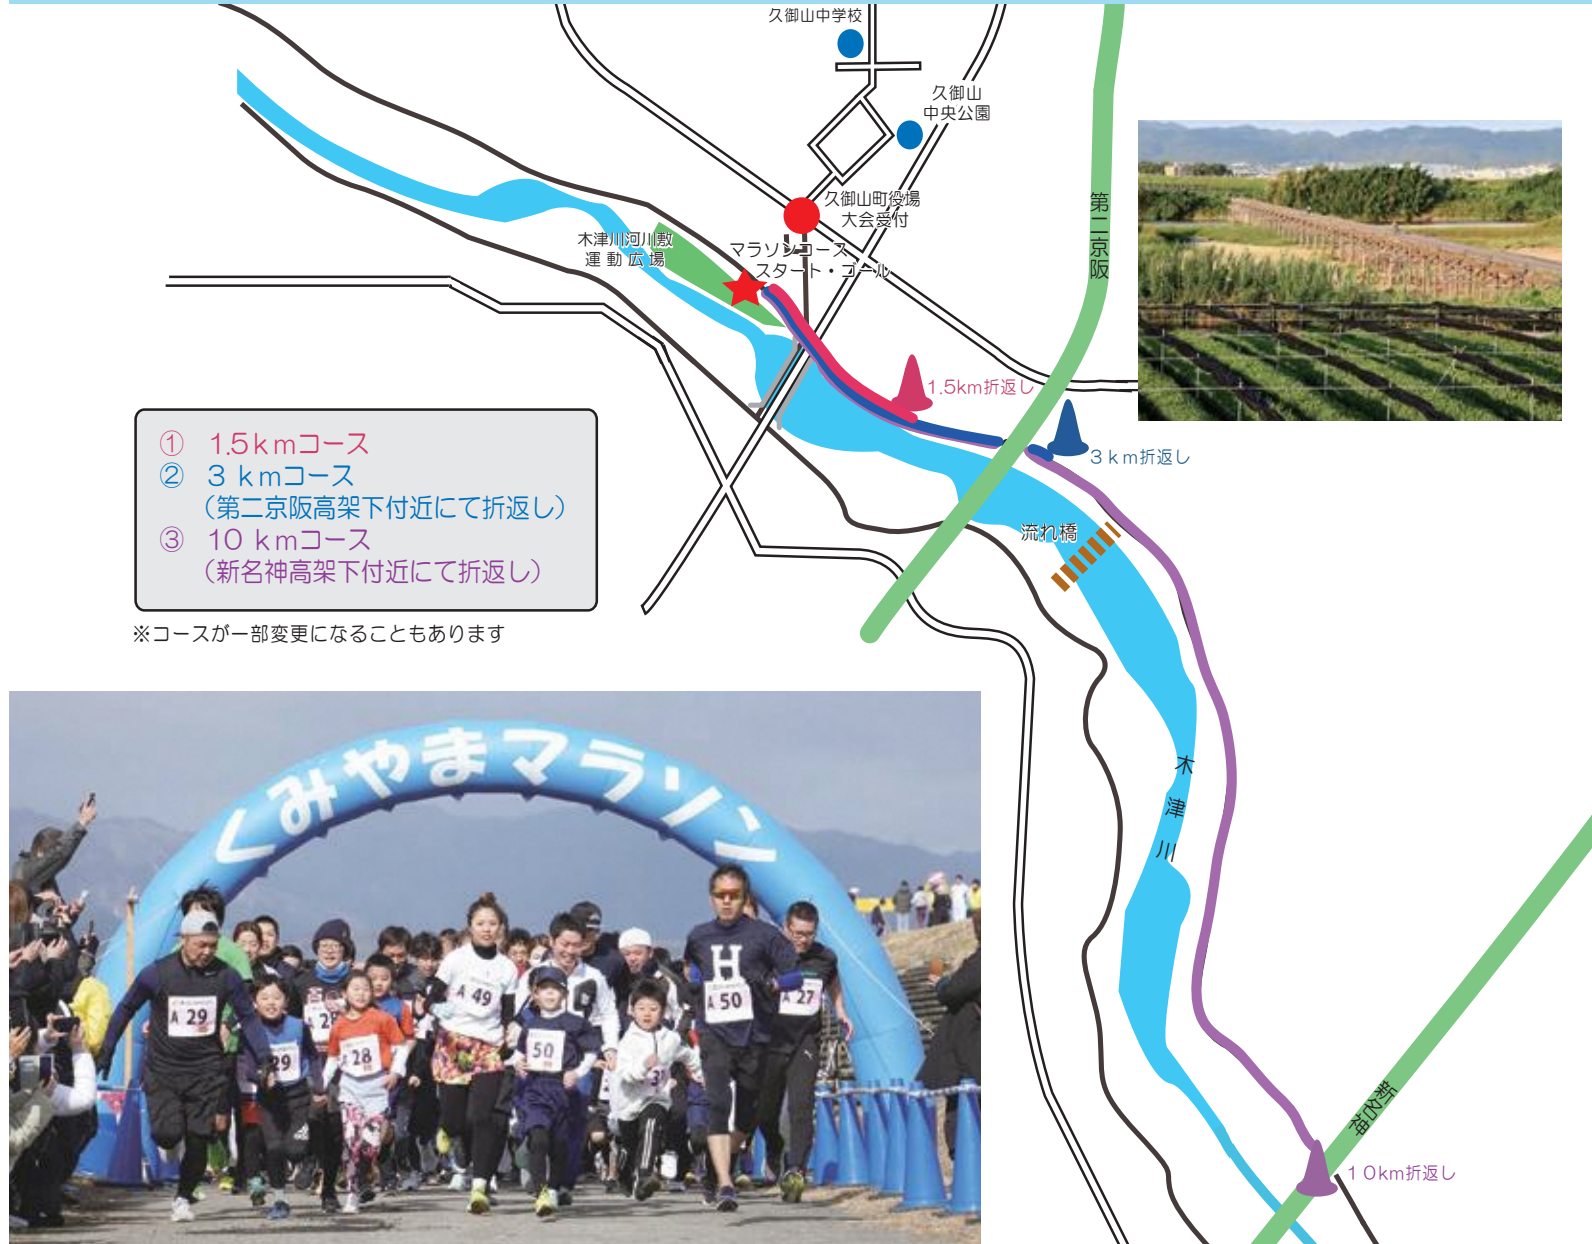 久御山中学校
久御山
中央公園
久御山町役場
大会受付
第二京阪
木津川河川敷
運動広場
マラソンコース
スタート・ゴール
1.5km折返し
3km折返し
① 1.5kmコース
② 3 kmコース
(第二京阪高架下付近にて折返し)
③ 10 kmコース
(新名神高架下付近にて折返し)
※コースが一部変更になることもあります
流れ橋
木津川
新名神
10km折返し
くみやまマラソン
H
A 49
A 50
A 27
A 29
A 28
29
28
50